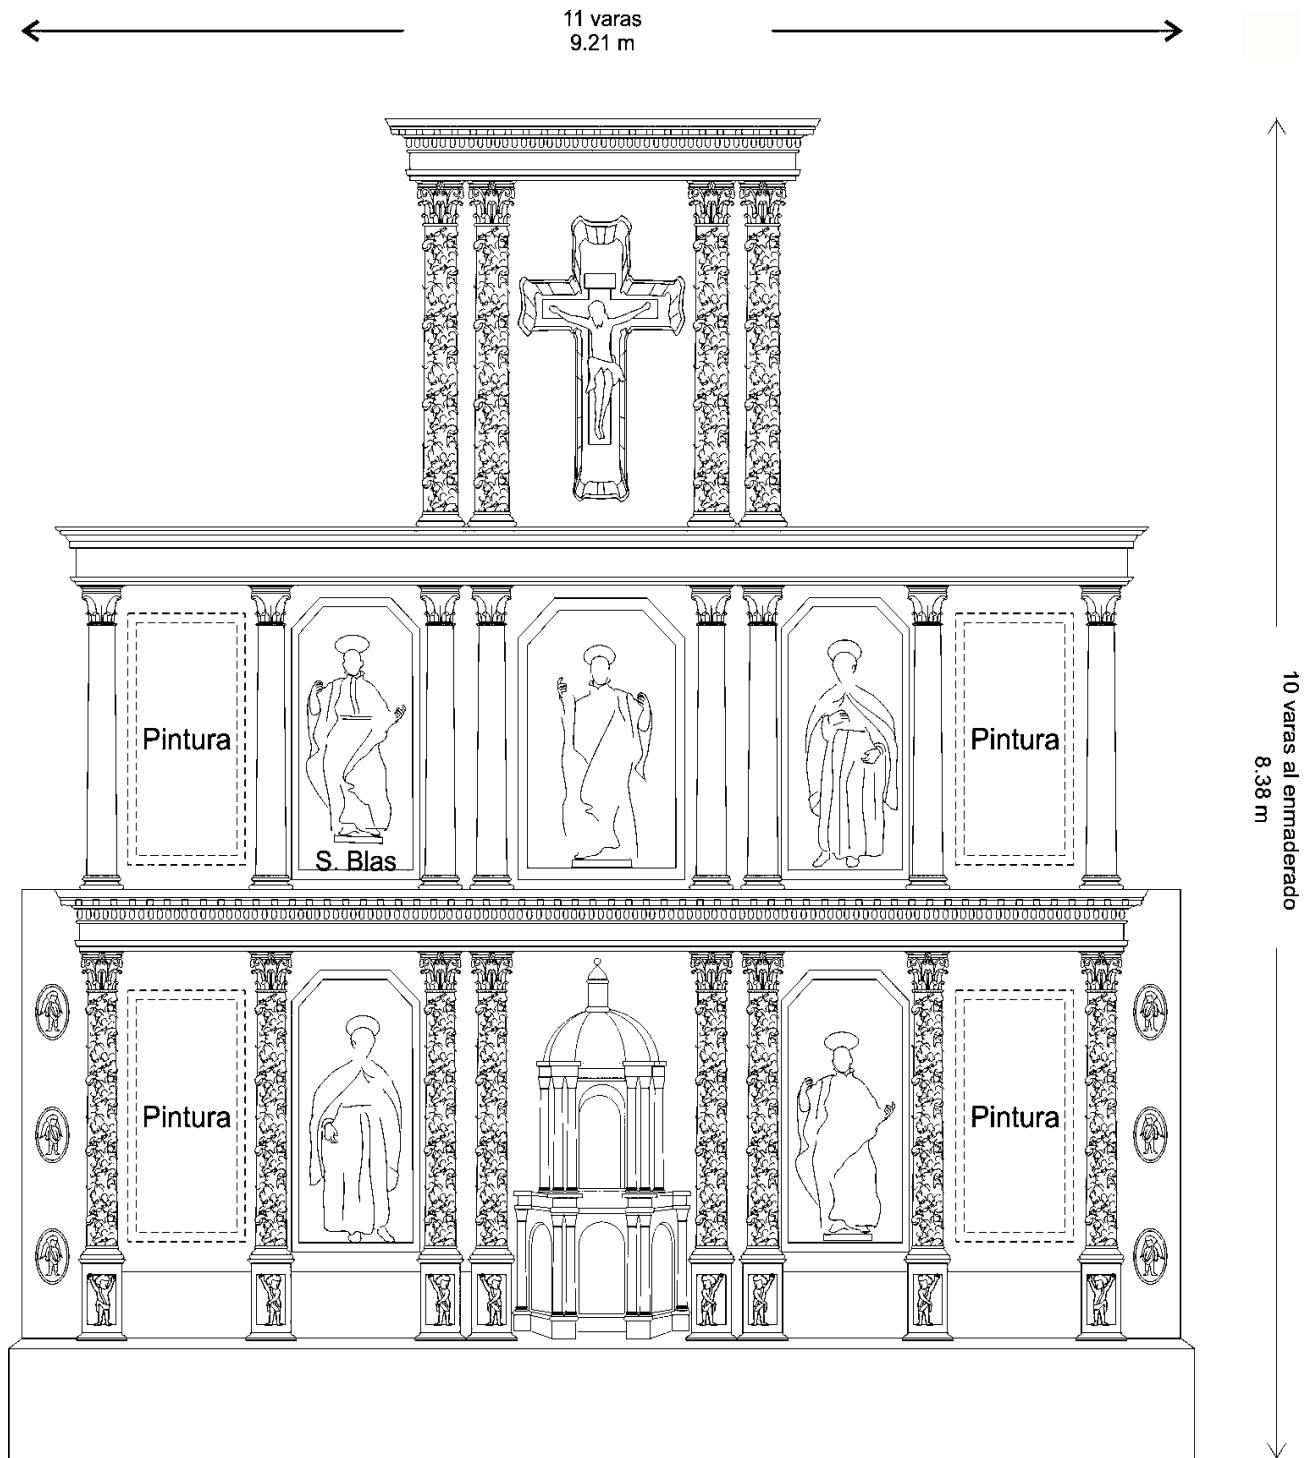 11 varas
9.21 m
10 varas al enmaderado
8.38 m
Pintura
Pintura
S. Blas
Pintura
Pintura